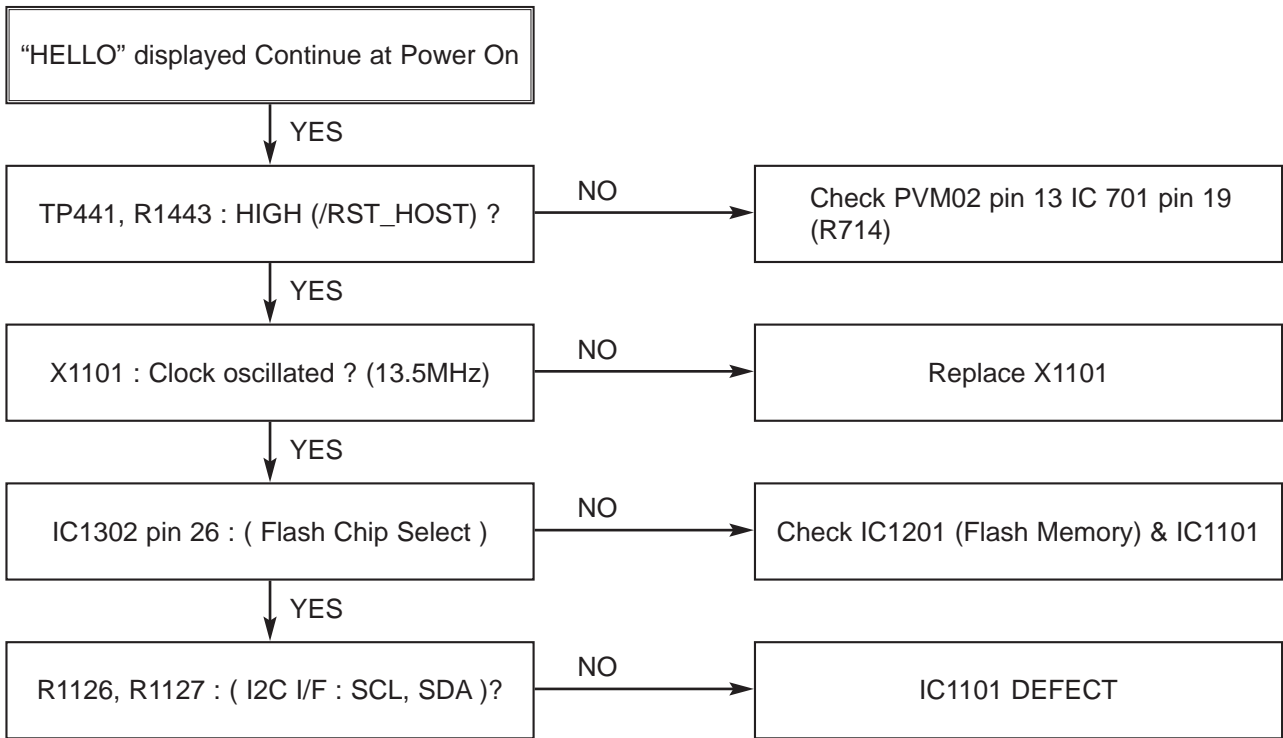 “HELLO” displayed Continue at Power On
YES
TP441, R1443 : HIGH (/RST_HOST) ?
NO
Check PVM02 pin 13 IC 701 pin 19
(R714)
YES
X1101 : Clock oscillated ? (13.5MHz)
NO
Replace X1101
YES
IC1302 pin 26 : ( Flash Chip Select )
NO
Check IC1201 (Flash Memory) & IC1101
YES
R1126, R1127 : ( I2C I/F : SCL, SDA )?
NO
IC1101 DEFECT